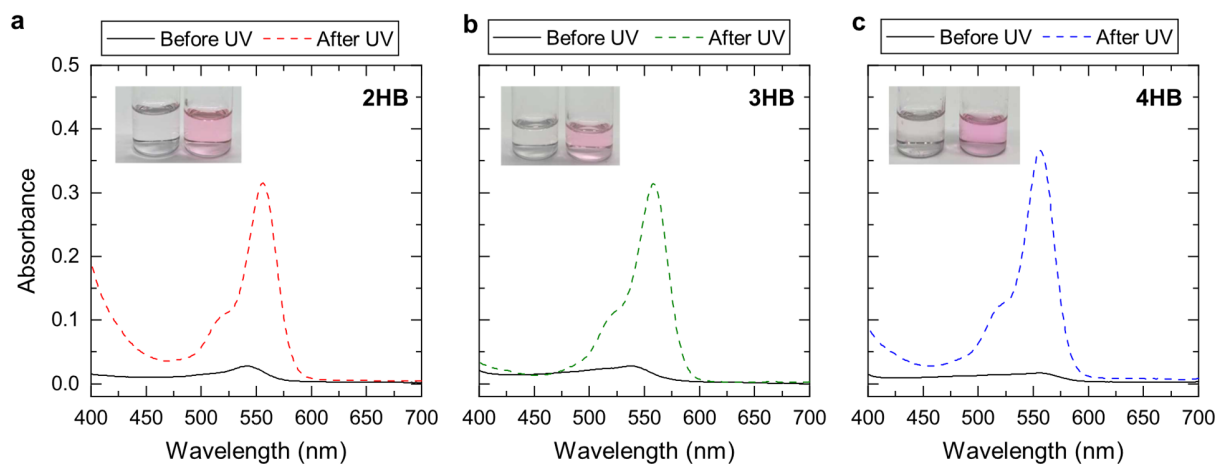 a
Before UV After UV
2HB
0.5
0.4
0.3
0.2
0.1
0.0
Absorbance
400 450 500 550 600 650 700
Wavelength (nm)
b
Before UV After UV
3HB
400 450 500 550 600 650 700
Wavelength (nm)
c
Before UV After UV
4HB
400 450 500 550 600 650 700
Wavelength (nm)